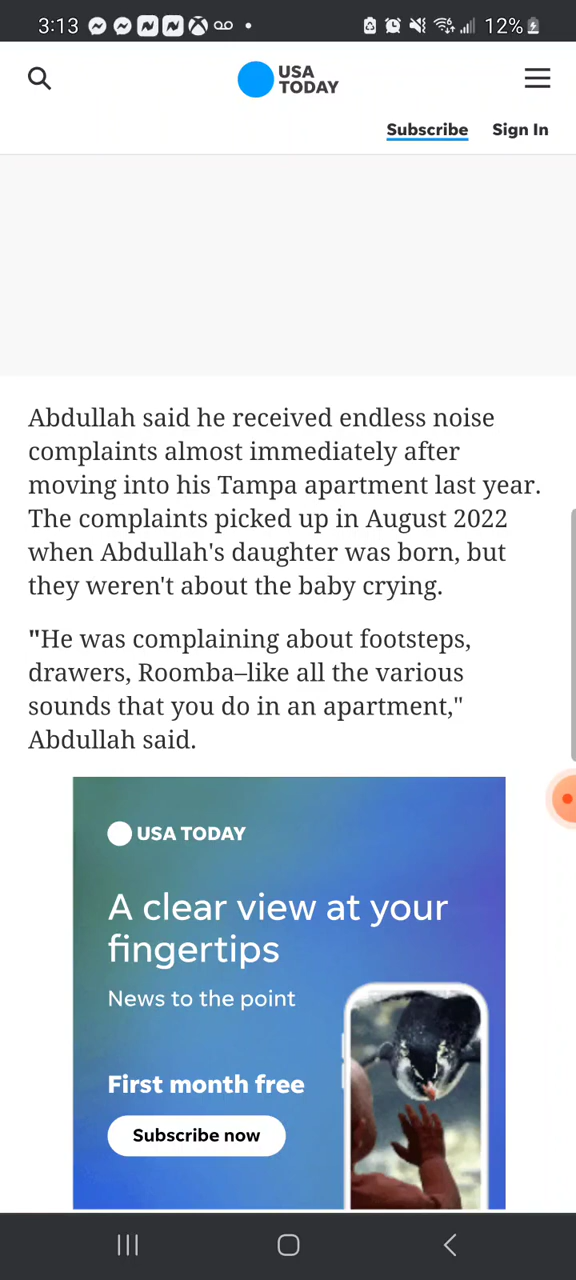 3:13
12%
USA
TODAY
Subscribe Sign In
Abdullah said he received endless noise
complaints almost immediately after
moving into his Tampa apartment last year.
The complaints picked up in August 2022
when Abdullah's daughter was born, but
they weren't about the baby crying.
"He was complaining about footsteps,
drawers, Roomba–like all the various
sounds that you do in an apartment,"
Abdullah said.
USA TODAY
A clear view at your
fingertips
News to the point
First month free
Subscribe now